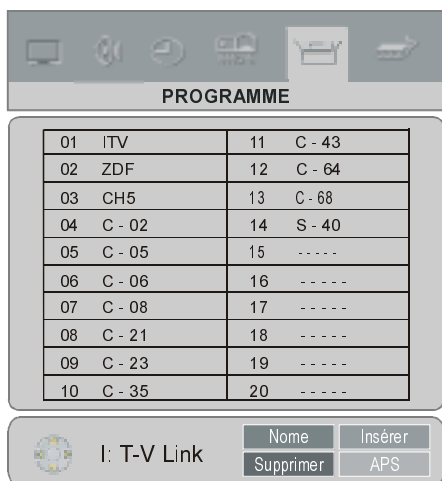 PROGRAMME
01 ITV 11 C - 43
02 ZDF 12 C - 64
03 CH5 13 C - 68
04 C - 02 14 S - 40
05 C - 05 15 - - - - -
06 C - 06 16 - - - - -
07 C - 08 17 - - - - -
08 C - 21 18 - - - - -
09 C - 23 19 - - - - -
10 C - 35 20 - - - - -
I: T-V Link
Nome Insérer
Supprimer APS